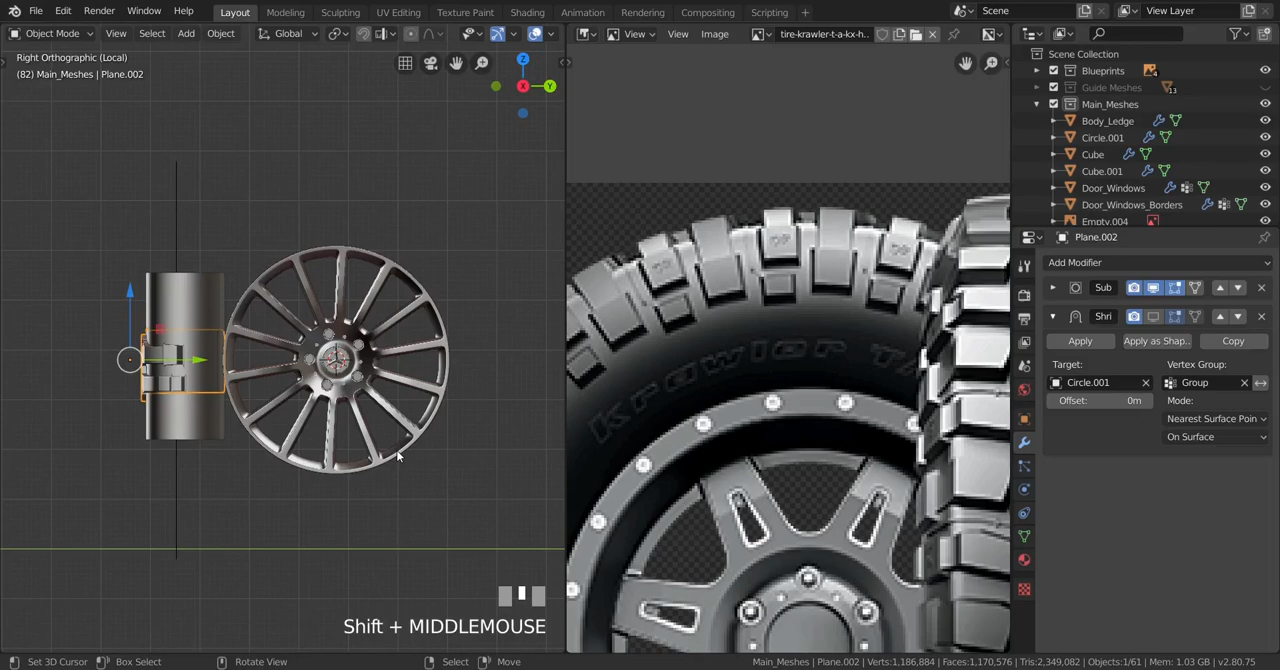 File Edit Render Window Help
Layout Modeling Sculpting UV Editing Texture Paint Shading Animation Rendering Compositing Scripting +
Scene
View Layer
Object Mode View Select Add Object Global
View View Image tire-krawler-t-a-kx-h..
Right Orthographic (Local)
(82) Main_Meshes | Plane.002
Z
X
Y
Scene Collection
Blueprints 4
Guide Meshes 13
Main_Meshes
Body_Ledge
Circle.001
Cube
Cube.001
Door_Windows
Door_Windows_Borders
Empty.004
Plane.002
Add Modifier
Sub
Shri
Apply Apply as Shap.. Copy
Target: Vertex Group:
Circle.001 Group
Offset: 0m Mode:
Nearest Surface Poin
On Surface
Krawler T/A
Shift + MIDDLEMOUSE
Set 3D Cursor Box Select Rotate View Select Move Main_Meshes | Plane.002 | Verts:1,186,884 | Faces:1,170,576 | Tris:2,349,082 | Objects:1/61 | Mem: 1.03 GB | v2.80.75